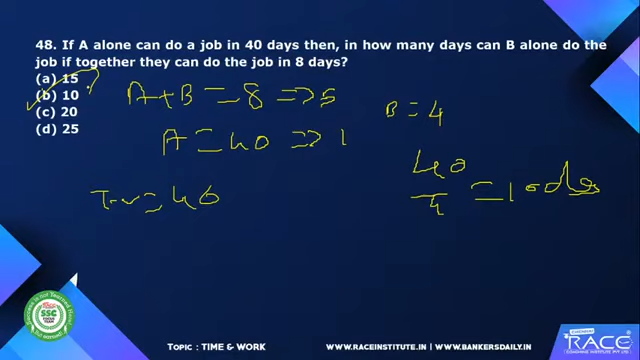 48. If A alone can do a job in 40 days then, in how many days can B alone do the
job if together they can do the job in 8 days?
(a) 15
(b) 10
(c) 20
(d) 25
A+B = 8 => 5
A = 40 => 1
B = 4
T.w = 40
40
4
= 10 days
SSC
TOPIC: TIME & WORK
WWW.RACEINSTITUTE.IN | WWW.BANKERSDAILY.IN
RACE